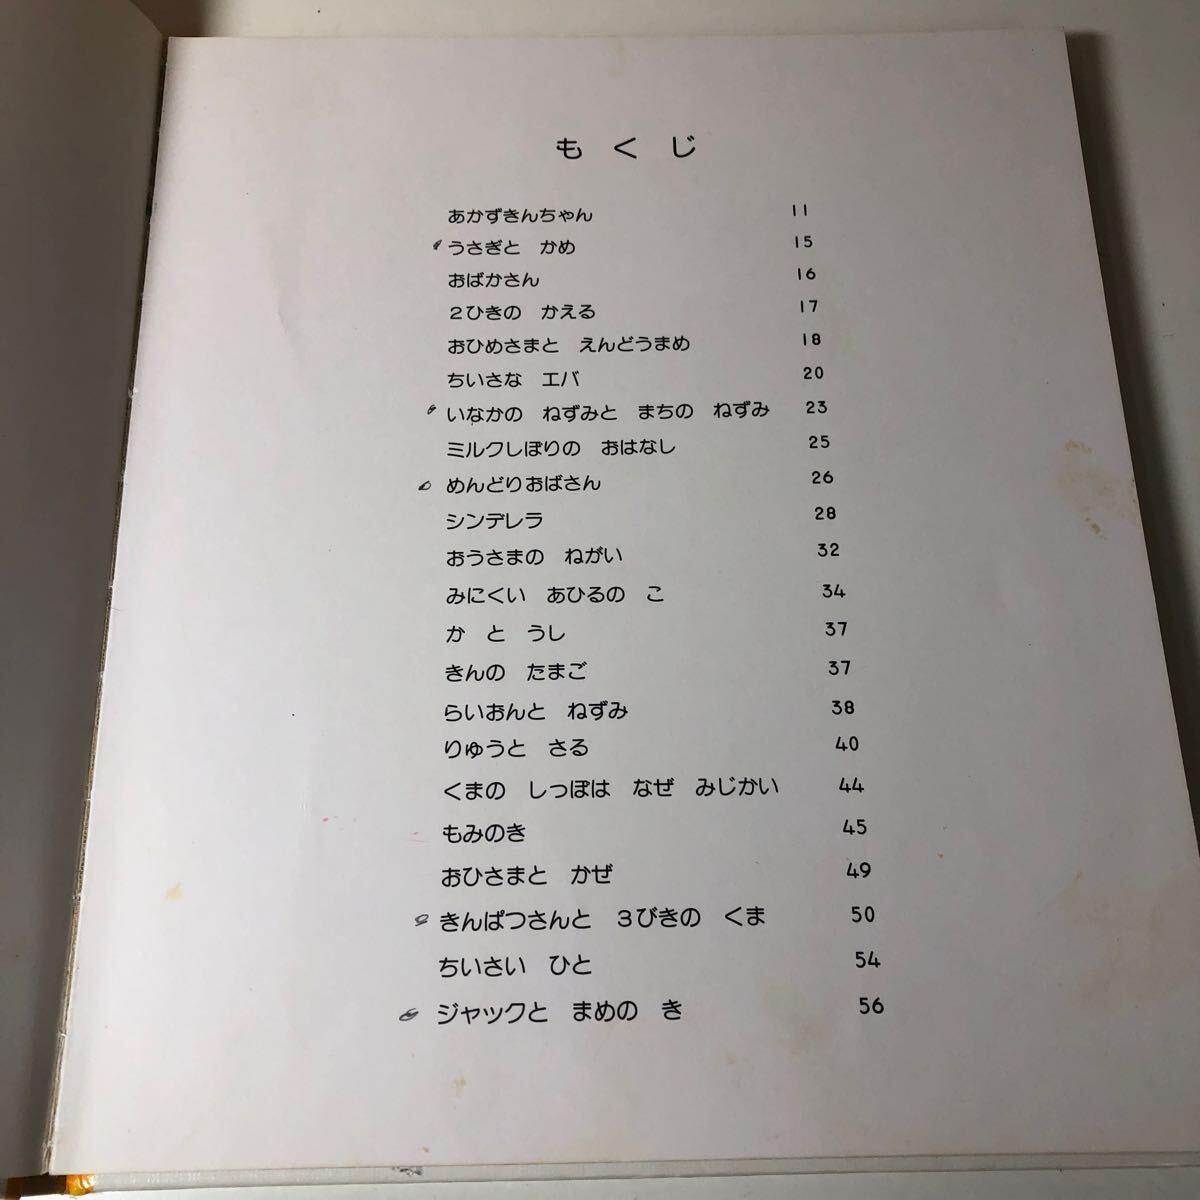 もくじ
あかずきんちゃん 11
うさぎと かめ 15
おばかさん 16
2ひきの かえる 17
おひめさまと えんどうまめ 18
ちいさな エバ 20
いなかの ねずみと まちの ねずみ 23
ミルクしぼりの おはなし 25
めんどりおばさん 26
シンデレラ 28
おうさまの ねがい 32
みにくい あひるの こ 34
か と うし 37
きんの たまご 37
らいおんと ねずみ 38
りゅうと さる 40
くまの しっぽは なぜ みじかい 44
もみのき 45
おひさまと かぜ 49
きんぱつさんと 3びきの くま 50
ちいさい ひと 54
ジャックと まめの き 56